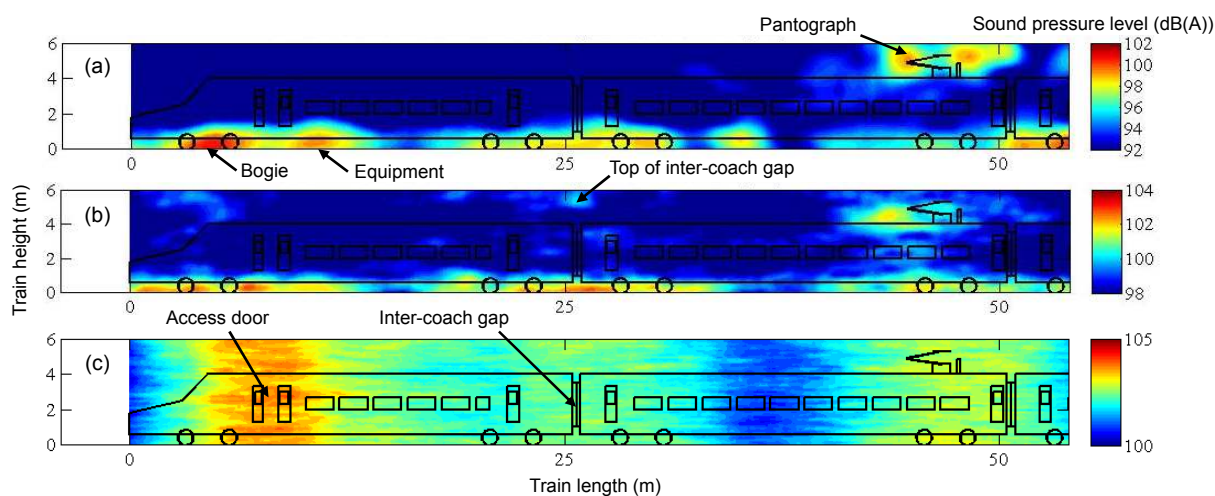 Pantograph
Sound pressure level (dB(A))
6
(a)
4
2
0
0
25
50
102
100
98
96
94
92
Bogie
Equipment
Top of inter-coach gap
6
(b)
4
2
0
0
25
50
104
102
100
98
Train height (m)
Access door
Inter-coach gap
6
(c)
4
2
0
0
25
50
105
100
Train length (m)